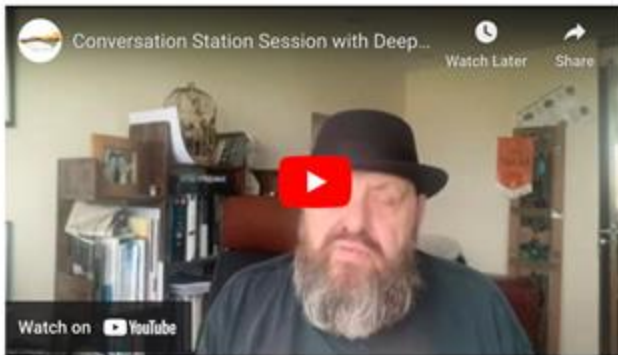 Conversation Station Session with Deep...
Watch Later
Share
Watch on YouTube